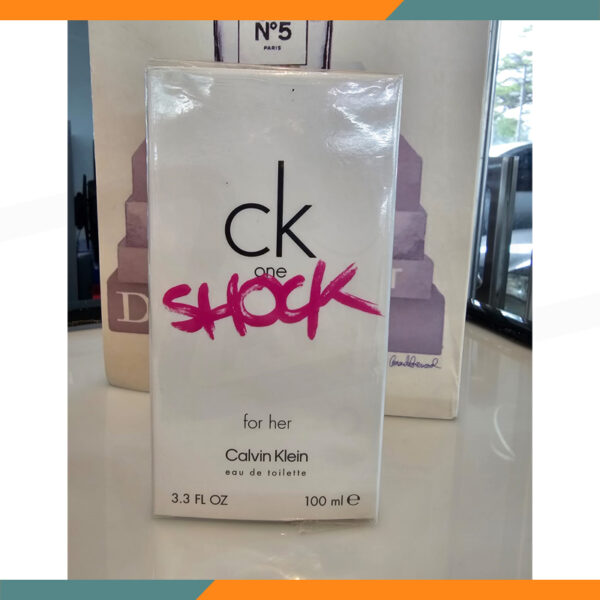 N°5
PARIS
ck
one
SHOCK
for her
Calvin Klein
eau de toilette
3.3 FL OZ
100 ml ℮
D
T